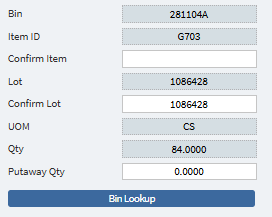 Bin 281104A
Item ID G703
Confirm Item
Lot 1086428
Confirm Lot 1086428
UOM CS
Qty 84.0000
Putaway Qty 0.0000
Bin Lookup